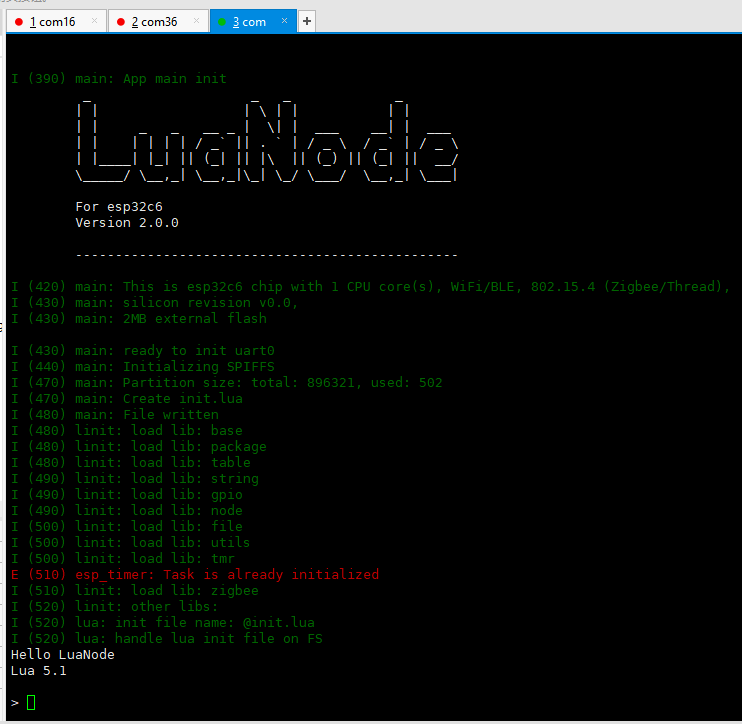 1 com16
2 com36
3 com
I (390) main: App main init
LuaNode
For esp32c6
Version 2.0.0
------------------------------------------------
I (420) main: This is esp32c6 chip with 1 CPU core(s), WiFi/BLE, 802.15.4 (Zigbee/Thread),
I (430) main: silicon revision v0.0,
I (430) main: 2MB external flash
I (430) main: ready to init uart0
I (440) main: Initializing SPIFFS
I (470) main: Partition size: total: 896321, used: 502
I (470) main: Create init.lua
I (480) main: File written
I (480) linit: load lib: base
I (480) linit: load lib: package
I (480) linit: load lib: table
I (490) linit: load lib: string
I (490) linit: load lib: gpio
I (490) linit: load lib: node
I (500) linit: load lib: file
I (500) linit: load lib: utils
I (500) linit: load lib: tmr
E (510) esp_timer: Task is already initialized
I (510) linit: load lib: zigbee
I (520) linit: other libs:
I (520) lua: init file name: @init.lua
I (520) lua: handle lua init file on FS
Hello LuaNode
Lua 5.1
>